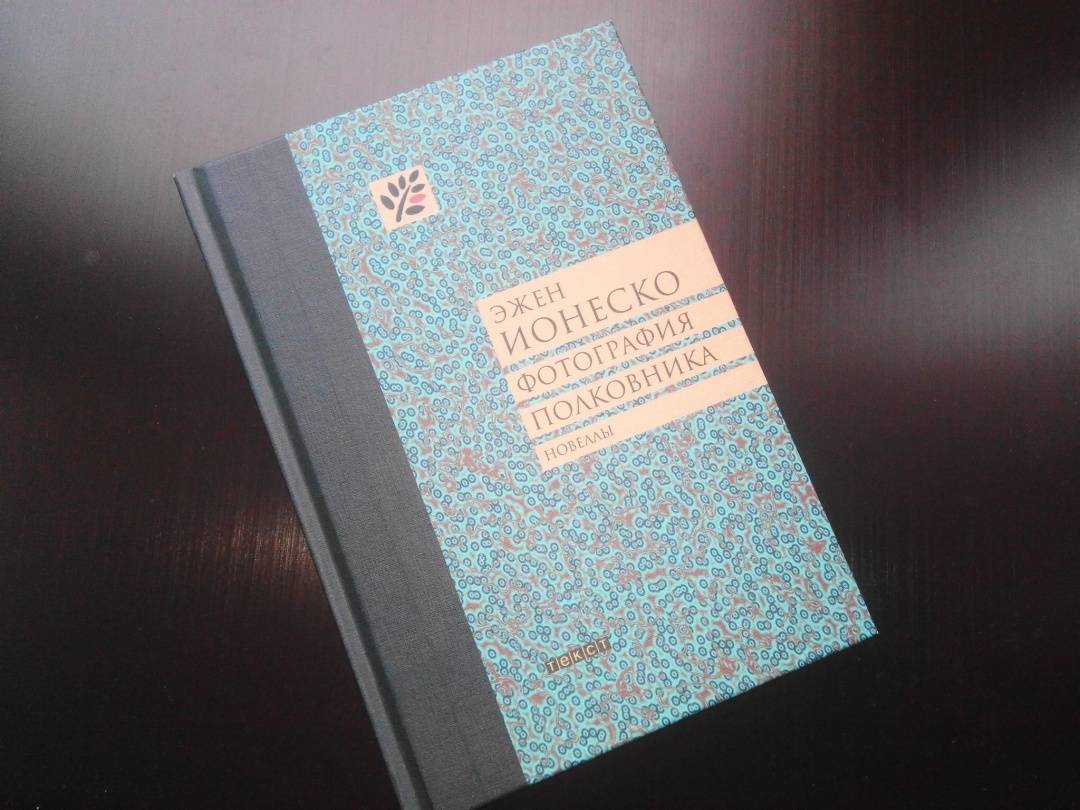 ЭЖЕН
ИОНЕСКО
ФОТОГРАФИЯ
ПОЛКОВНИКА
НОВЕЛЛЫ
текст